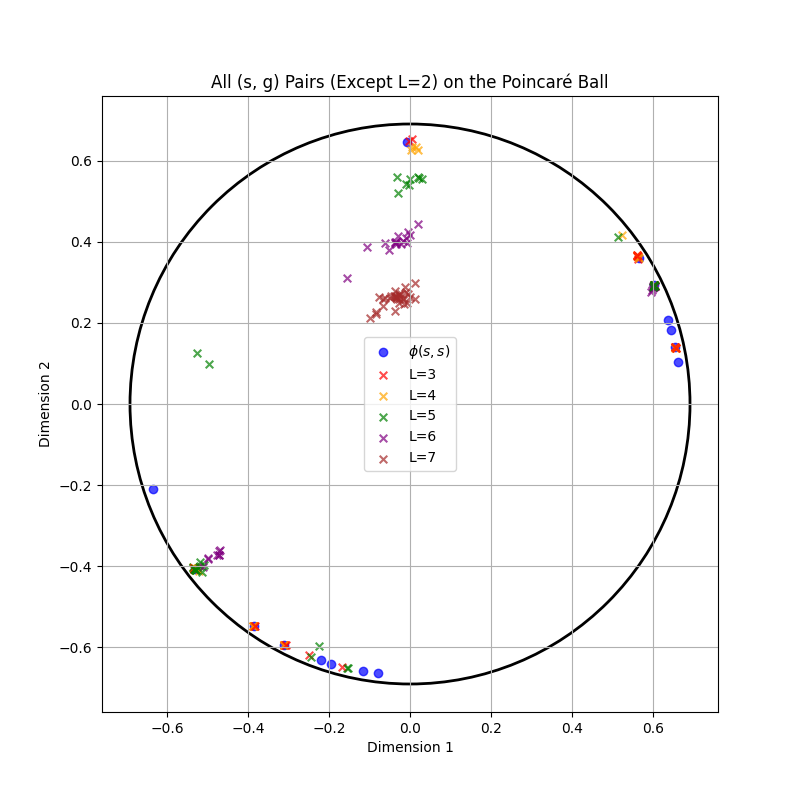 All (s, g) Pairs (Except L=2) on the Poincaré Ball
Dimension 2
0.6
0.4
0.2
0.0
−0.2
−0.4
−0.6
ϕ(s, s)
L=3
L=4
L=5
L=6
L=7
−0.6 −0.4 −0.2 0.0 0.2 0.4 0.6
Dimension 1